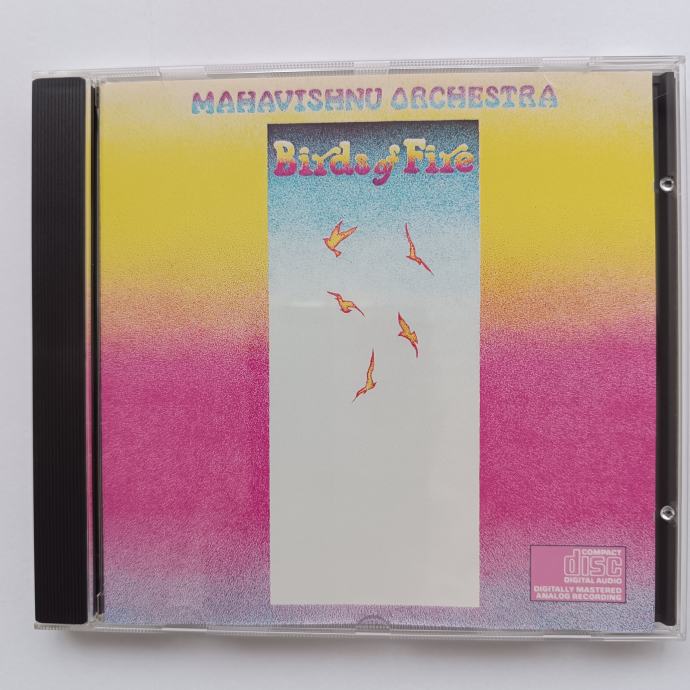 MAHAVISHNU ORCHESTRA
Birds of Fire
COMPACT
disc
DIGITAL AUDIO
DIGITALLY MASTERED
ANALOG RECORDING